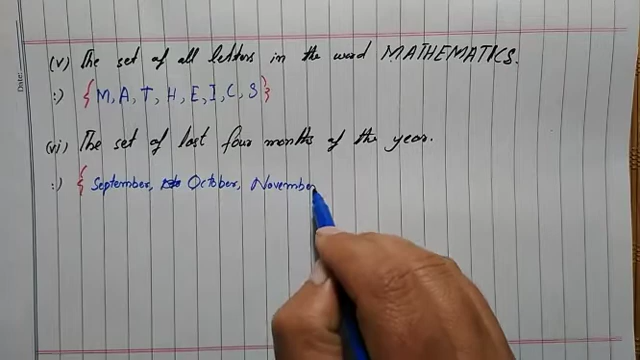 Date:
(v) The set of all letters in the word MATHEMATICS.
:) {M, A, T, H, E, I, C, S}
(vi) The set of last four months of the year.
:) { September, October, November